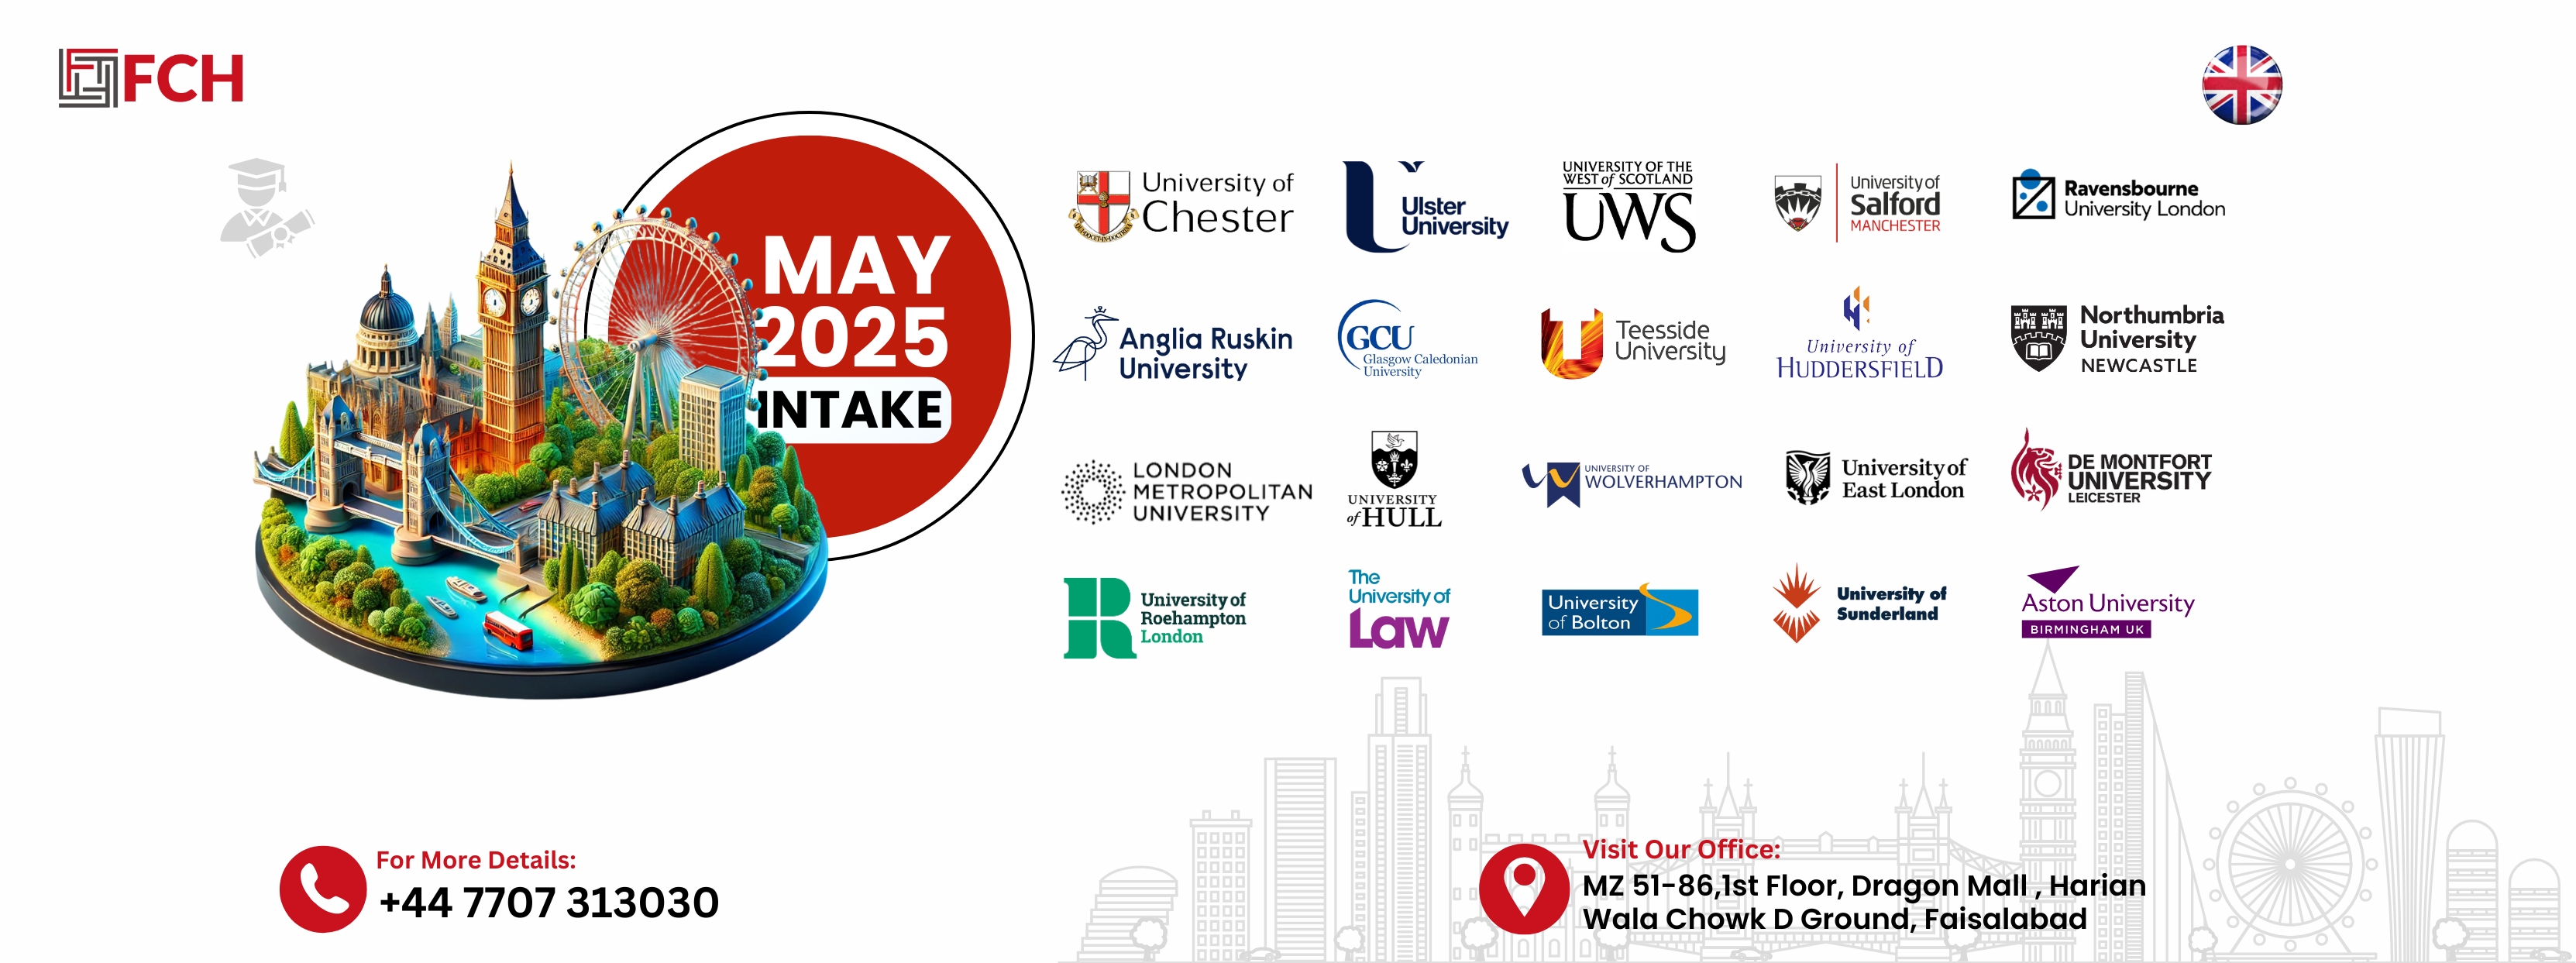 FCH
MAY
2025
INTAKE
University of
Chester
Ulster
University
UNIVERSITY OF THE
WEST of SCOTLAND
UWS
University of
Salford
MANCHESTER
Ravensbourne
University London
Anglia Ruskin
University
GCU
Glasgow Caledonian
University
Teesside
University
University of
HUDDERSFIELD
Northumbria
University
NEWCASTLE
LONDON
METROPOLITAN
UNIVERSITY
UNIVERSITY
of HULL
UNIVERSITY OF
WOLVERHAMPTON
University of
East London
DE MONTFORT
UNIVERSITY
LEICESTER
University of
Roehampton
London
The
University of
Law
University
of Bolton
University of
Sunderland
Aston University
BIRMINGHAM UK
For More Details:
+44 7707 313030
Visit Our Office:
MZ 51-86,1st Floor, Dragon Mall , Harian
Wala Chowk D Ground, Faisalabad